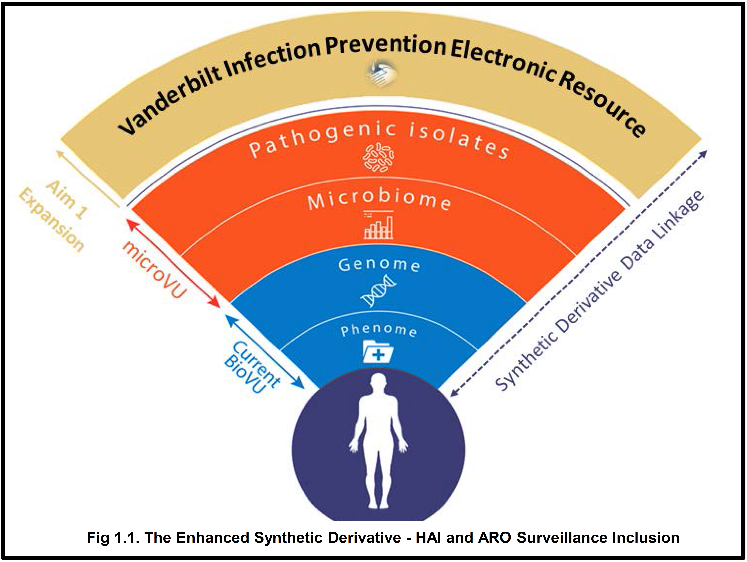 Vanderbilt Infection Prevention Electronic Resource
Pathogenic isolates
Microbiome
Genome
Phenome
Aim 1
Expansion
microVU
Current
BioVU
Synthetic Derivative Data Linkage
Fig 1.1. The Enhanced Synthetic Derivative - HAI and ARO Surveillance Inclusion